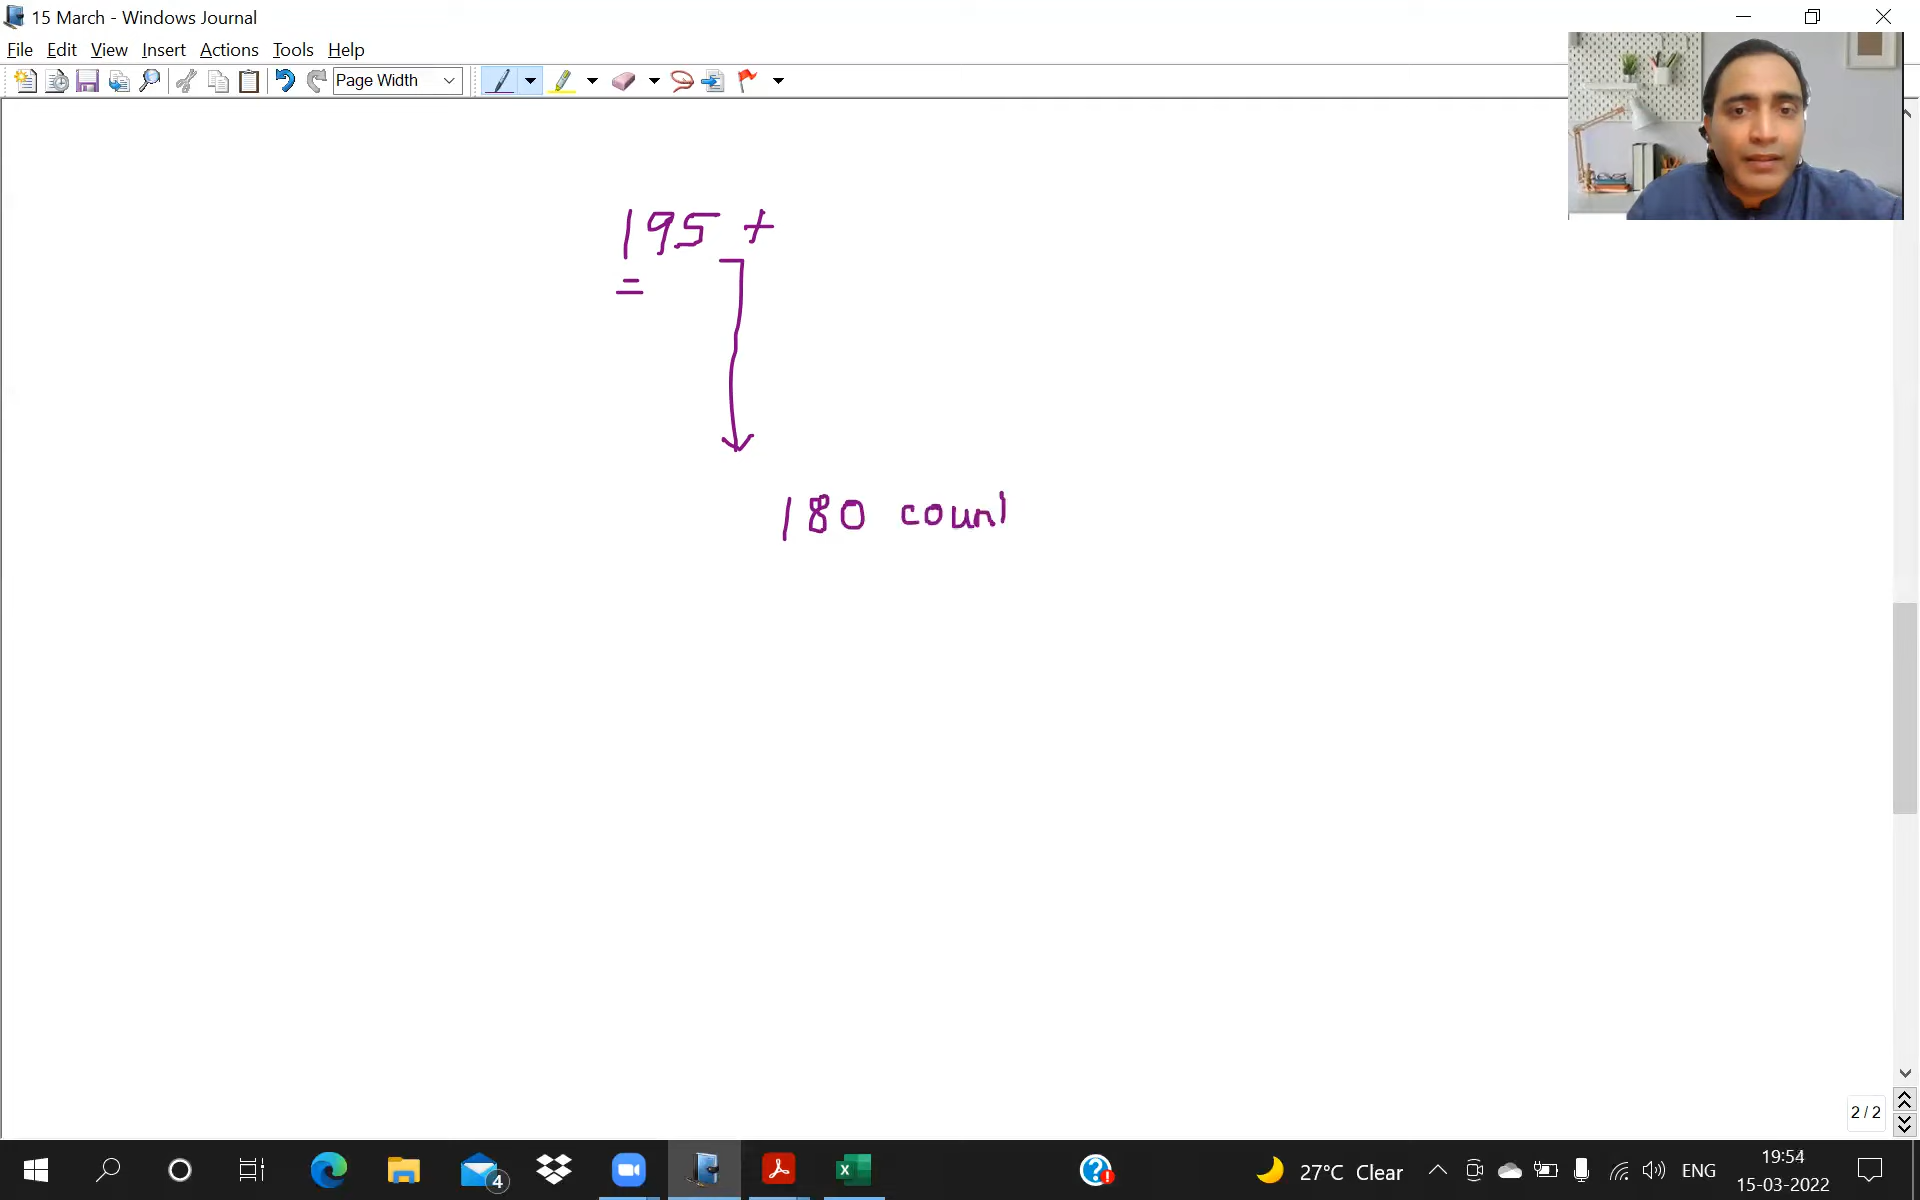 15 March - Windows Journal
File Edit View Insert Actions Tools Help
Page Width
195 +
=
180 count
2 / 2
4
27°C Clear
ENG
19:54
15-03-2022